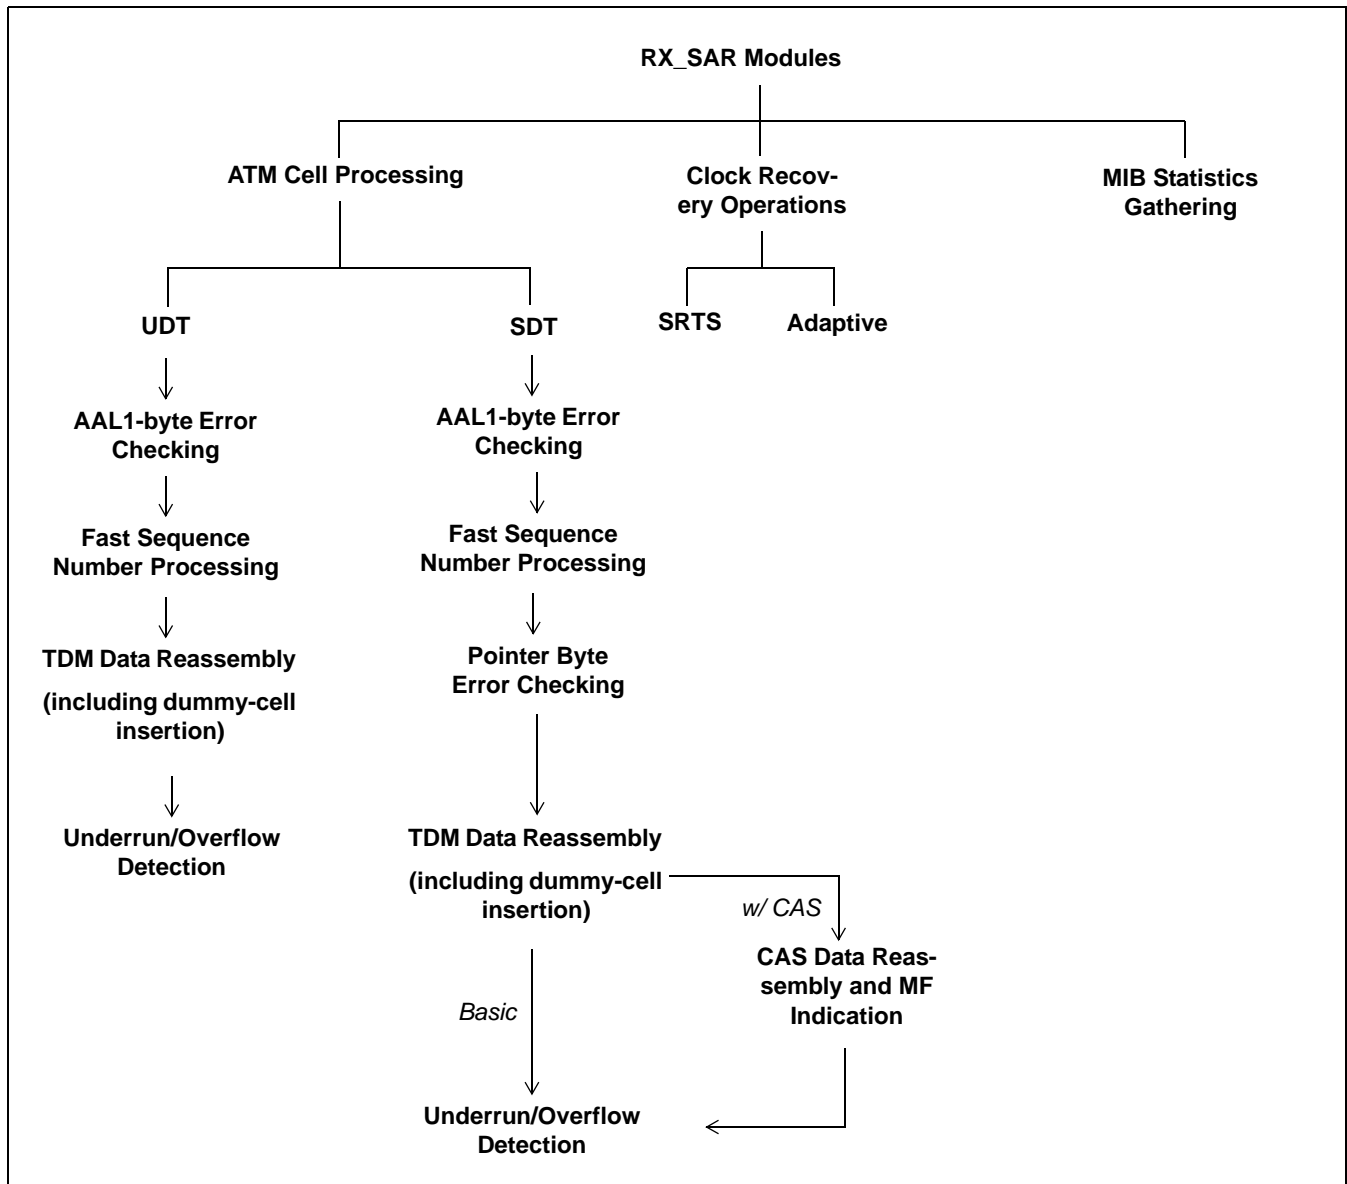 RX_SAR Modules
ATM Cell Processing
Clock Recov-
ery Operations
MIB Statistics
Gathering
UDT
SDT
SRTS
Adaptive
AAL1-byte Error
Checking
AAL1-byte Error
Checking
Fast Sequence
Number Processing
Fast Sequence
Number Processing
TDM Data Reassembly
(including dummy-cell
insertion)
Pointer Byte
Error Checking
Underrun/Overflow
Detection
TDM Data Reassembly
(including dummy-cell
insertion)
w/ CAS
CAS Data Reas-
sembly and MF
Indication
Basic
Underrun/Overflow
Detection